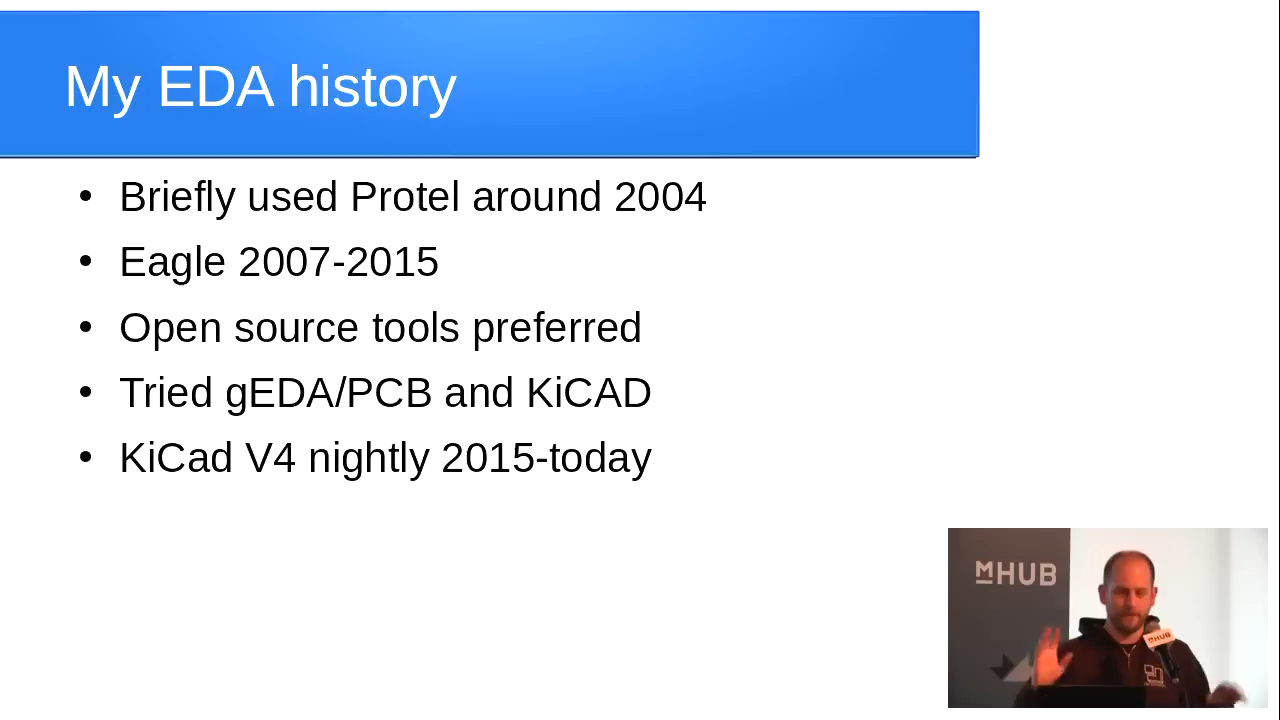 My EDA history
• Briefly used Protel around 2004
• Eagle 2007-2015
• Open source tools preferred
• Tried gEDA/PCB and KiCAD
• KiCad V4 nightly 2015-today
MHUB
MHUB